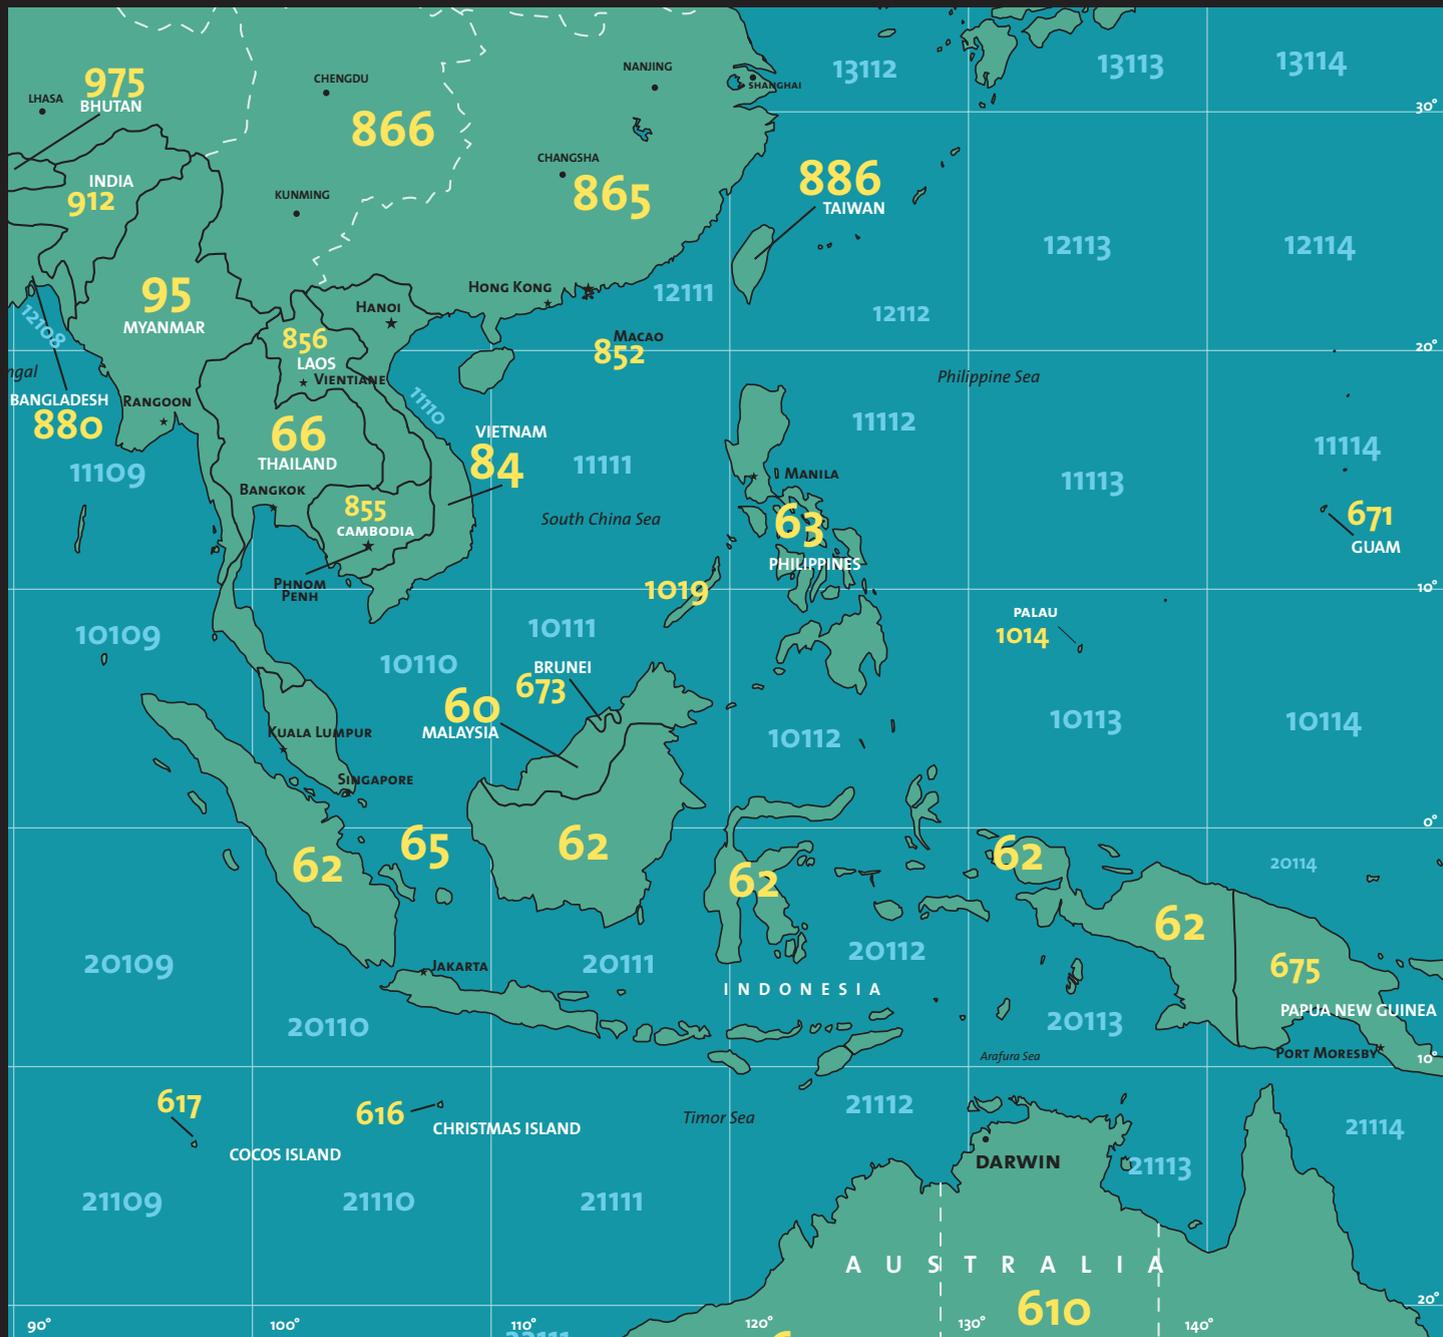 13112
13113
13114
NANJING
CHENGDU
975
LHASA
BHUTAN
SHANGHAI
30°
866
CHANGSHA
886
INDIA
912
KUNMING
865
TAIWAN
12113
12114
95
MYANMAR
HONG KONG
12111
HANOI
12112
12108
856
LAOS
MACAO
852
20°
ngal
VIENTIANE
Philippine Sea
BANGLADESH
880
RANGOON
11110
66
THAILAND
VIETNAM
84
11112
11114
11109
11111
MANILA
11113
BANGKOK
855
CAMBODIA
South China Sea
63
PHILIPPINES
671
GUAM
PHNOM
PENH
1019
10°
PALAU
1014
10109
10111
10110
BRUNEI
673
60
MALAYSIA
KUALA LUMPUR
10112
10113
10114
SINGAPORE
0°
62
65
62
62
62
20114
62
20109
JAKARTA
20111
20112
675
INDONESIA
PAPUA NEW GUINEA
20110
20113
Arafura Sea
PORT MORESBY
10°
617
616
CHRISTMAS ISLAND
Timor Sea
21112
21114
COCOS ISLAND
DARWIN
21113
21109
21110
21111
AUSTRALIA
610
20°
90°
100°
110°
120°
130°
140°